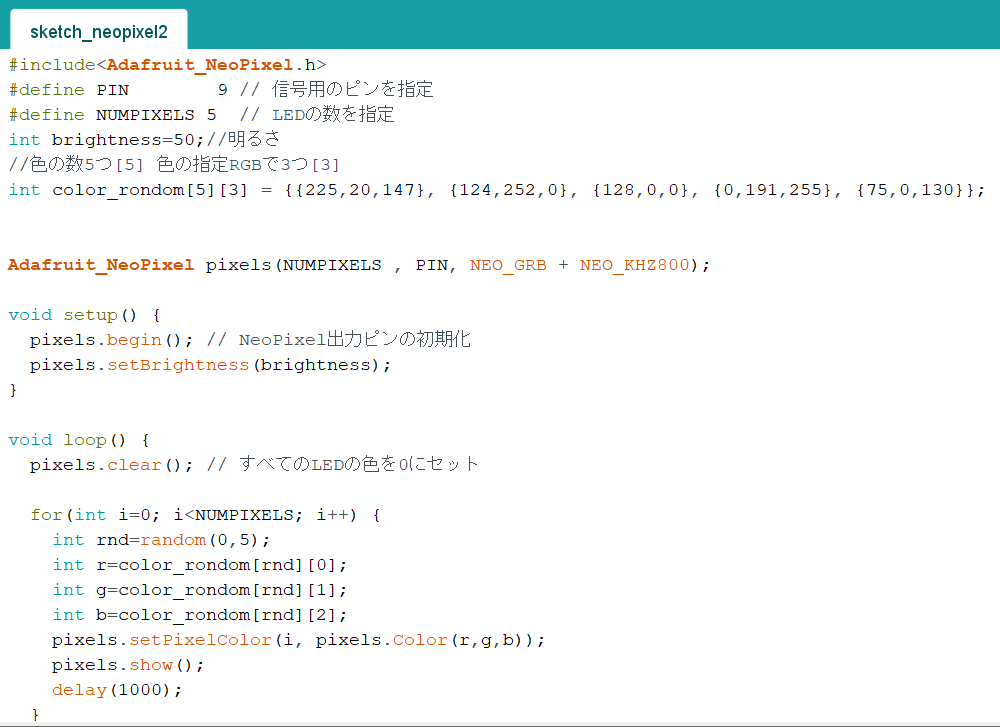 sketch_neopixel2
#include<Adafruit_NeoPixel.h>
#define PIN        9 // 信号用のピンを指定
#define NUMPIXELS 5  // LEDの数を指定
int brightness=50;//明るさ
//色の数5つ[5] 色の指定RGBで3つ[3]
int color_rondom[5][3] = {{225,20,147}, {124,252,0}, {128,0,0}, {0,191,255}, {75,0,130}};
Adafruit_NeoPixel pixels(NUMPIXELS , PIN, NEO_GRB + NEO_KHZ800);
void setup() {
  pixels.begin(); // NeoPixel出力ピンの初期化
  pixels.setBrightness(brightness);
}
void loop() {
  pixels.clear(); // すべてのLEDの色を0にセット
  for(int i=0; i<NUMPIXELS; i++) {
    int rnd=random(0,5);
    int r=color_rondom[rnd][0];
    int g=color_rondom[rnd][1];
    int b=color_rondom[rnd][2];
    pixels.setPixelColor(i, pixels.Color(r,g,b));
    pixels.show();
    delay(1000);
  }